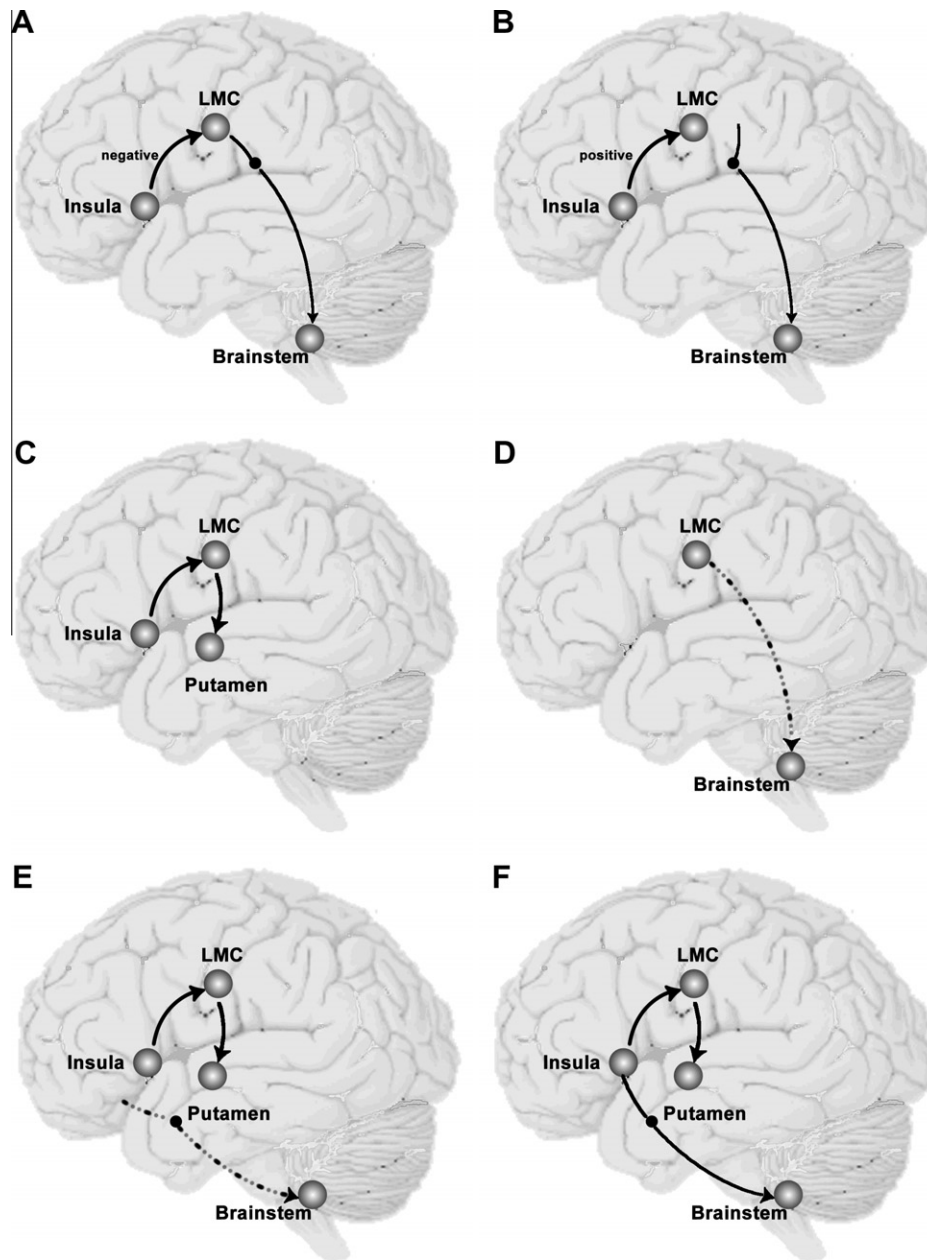 A
LMC
negative
Insula
Brainstem
B
LMC
positive
Insula
Brainstem
C
LMC
Insula
Putamen
D
LMC
Brainstem
E
LMC
Insula
Putamen
Brainstem
F
LMC
Insula
Putamen
Brainstem